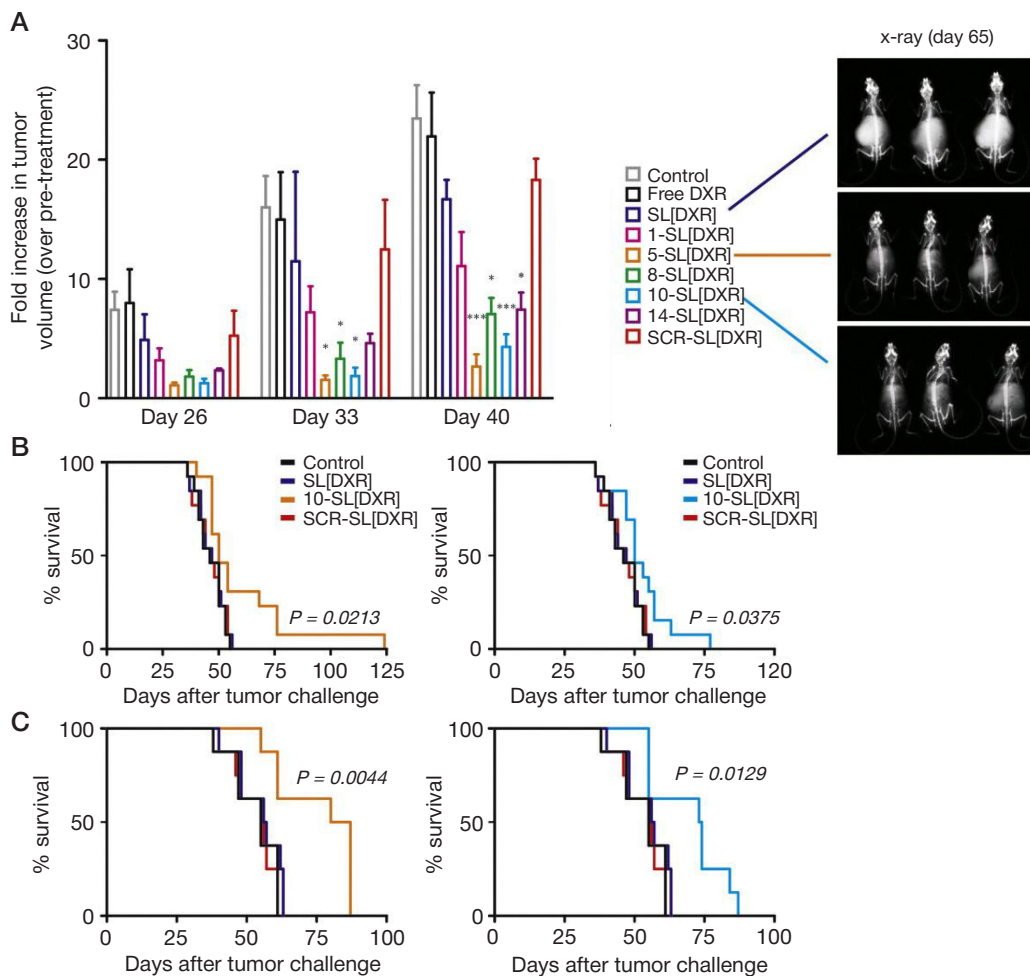 A
Fold increase in tumor
volume (over pre-treatment)
30
20
10
0
* * *
*** * *** *
Day 26 Day 33 Day 40
Control
Free DXR
SL[DXR]
1-SL[DXR]
5-SL[DXR]
8-SL[DXR]
10-SL[DXR]
14-SL[DXR]
SCR-SL[DXR]
x-ray (day 65)
B
% survival
100
50
0
Control
SL[DXR]
10-SL[DXR]
SCR-SL[DXR]
P = 0.0213
0 25 50 75 100 125
Days after tumor challenge
% survival
100
50
0
Control
SL[DXR]
10-SL[DXR]
SCR-SL[DXR]
P = 0.0375
0 25 50 75 120
Days after tumor challenge
C
% survival
100
50
0
P = 0.0044
0 25 50 75 100
Days after tumor challenge
% survival
100
50
0
P = 0.0129
0 25 50 75 100
Days after tumor challenge